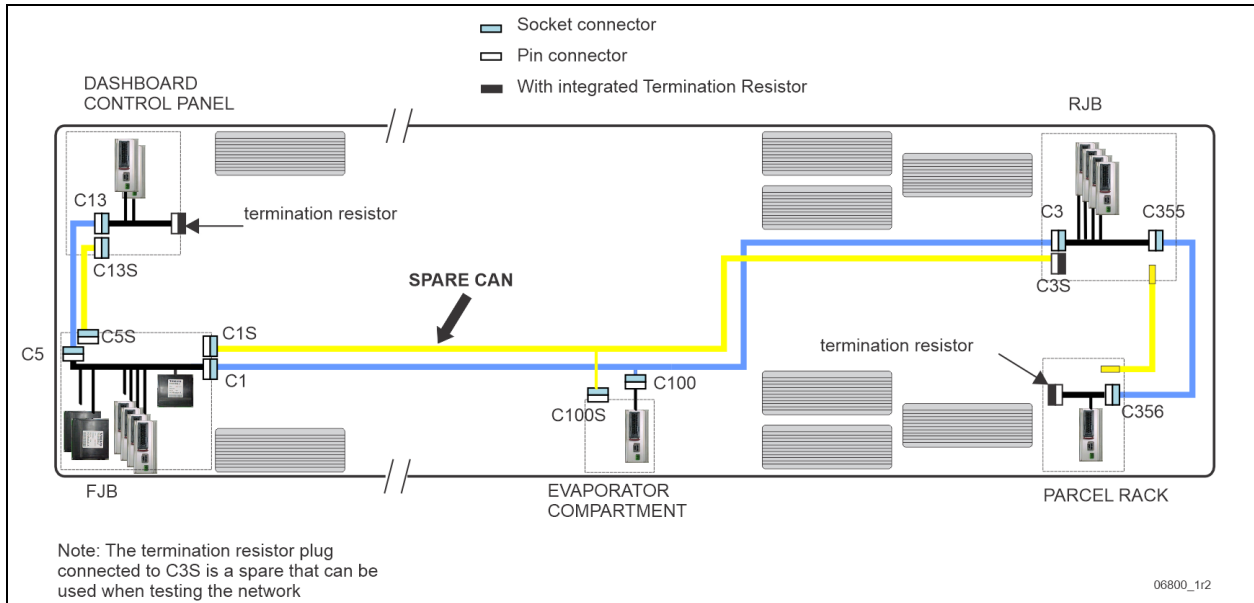 Socket connector
Pin connector
With integrated Termination Resistor
DASHBOARD
CONTROL PANEL
RJB
C13
termination resistor
C13S
C3
C355
C3S
SPARE CAN
C5S
C5
C1S
C1
termination resistor
C100
C100S
C356
FJB
EVAPORATOR
COMPARTMENT
PARCEL RACK
Note: The termination resistor plug
connected to C3S is a spare that can be
used when testing the network
06800_1r2